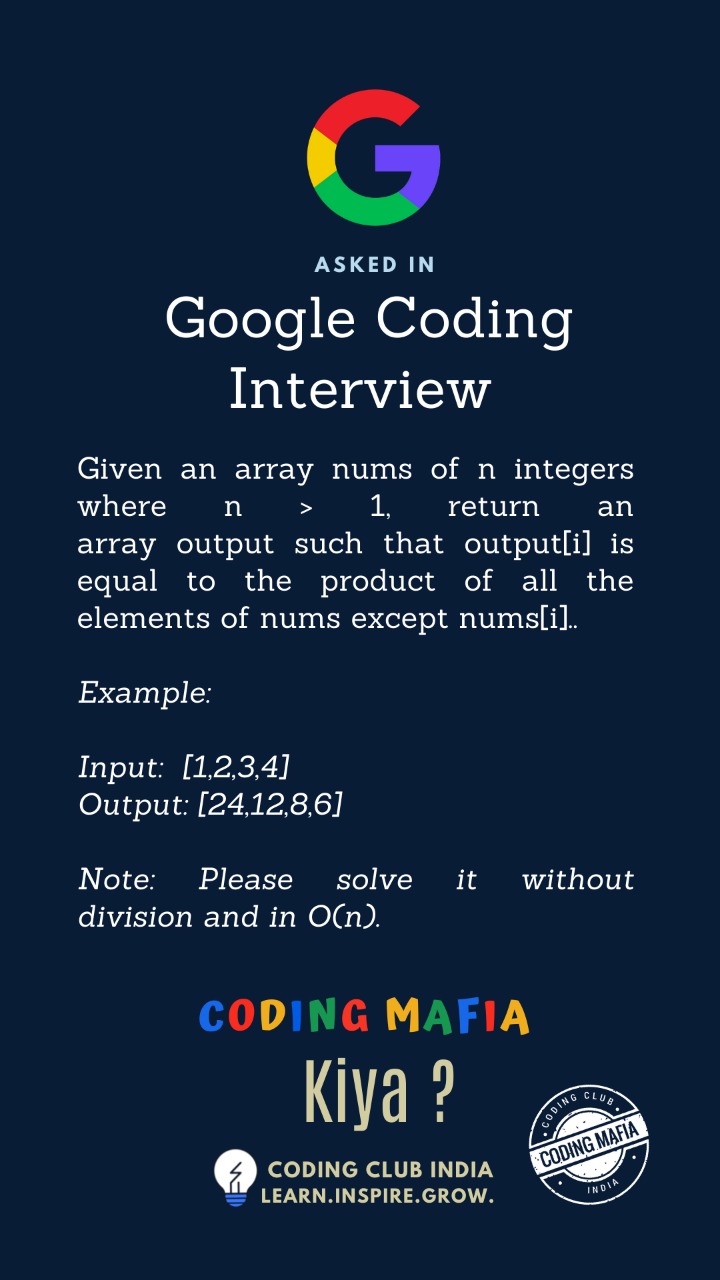 ASKED IN
Google Coding
Interview
Given an array nums of n integers
where n > 1, return an
array output such that output[i] is
equal to the product of all the
elements of nums except nums[i]..
Example:
Input: [1,2,3,4]
Output: [24,12,8,6]
Note: Please solve it without
division and in O(n).
CODING MAFIA
Kiya ?
CODING CLUB INDIA
LEARN.INSPIRE.GROW.
CODING CLUB
CODING MAFIA
INDIA